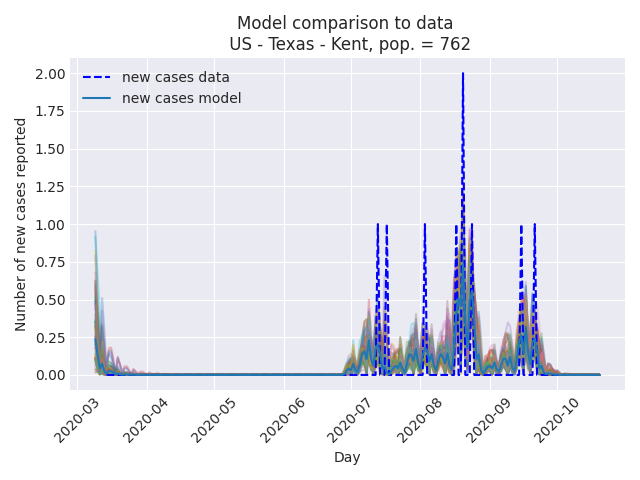 Model comparison to data
US - Texas - Kent, pop. = 762
new cases data
new cases model
Number of new cases reported
2.00
1.75
1.50
1.25
1.00
0.75
0.50
0.25
0.00
2020-03
2020-04
2020-05
2020-06
2020-07
2020-08
2020-09
2020-10
Day